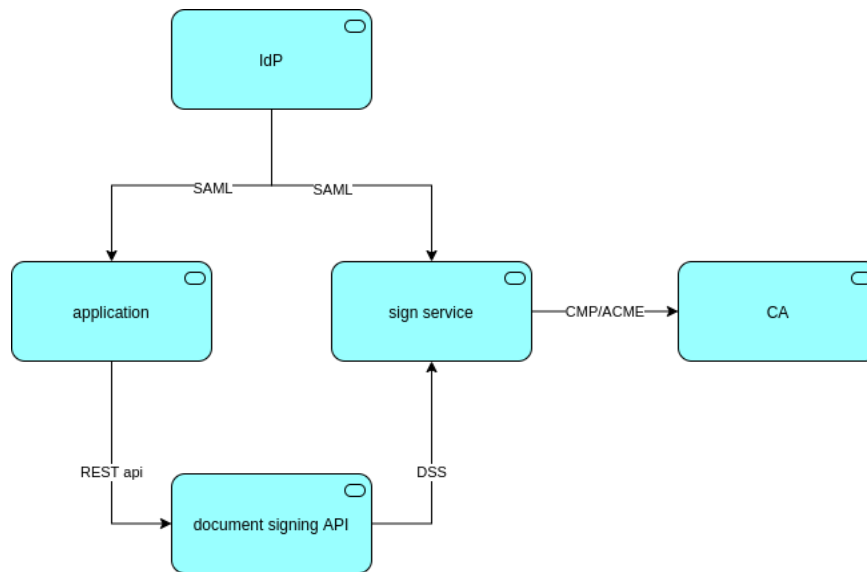 IdP
SAML
SAML
application
sign service
CMP/ACME
CA
REST api
DSS
document signing API